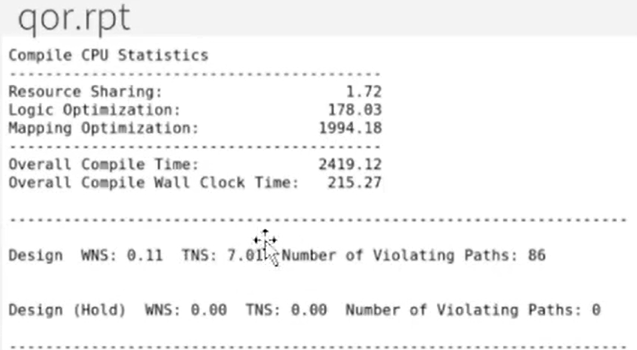 qor.rpt
Compile CPU Statistics
-----------------------------------------
Resource Sharing: 1.72
Logic Optimization: 178.03
Mapping Optimization: 1994.18
-----------------------------------------
Overall Compile Time: 2419.12
Overall Compile Wall Clock Time: 215.27
--------------------------------------------------------------------
Design WNS: 0.11 TNS: 7.01 Number of Violating Paths: 86
Design (Hold) WNS: 0.00 TNS: 0.00 Number of Violating Paths: 0
--------------------------------------------------------------------